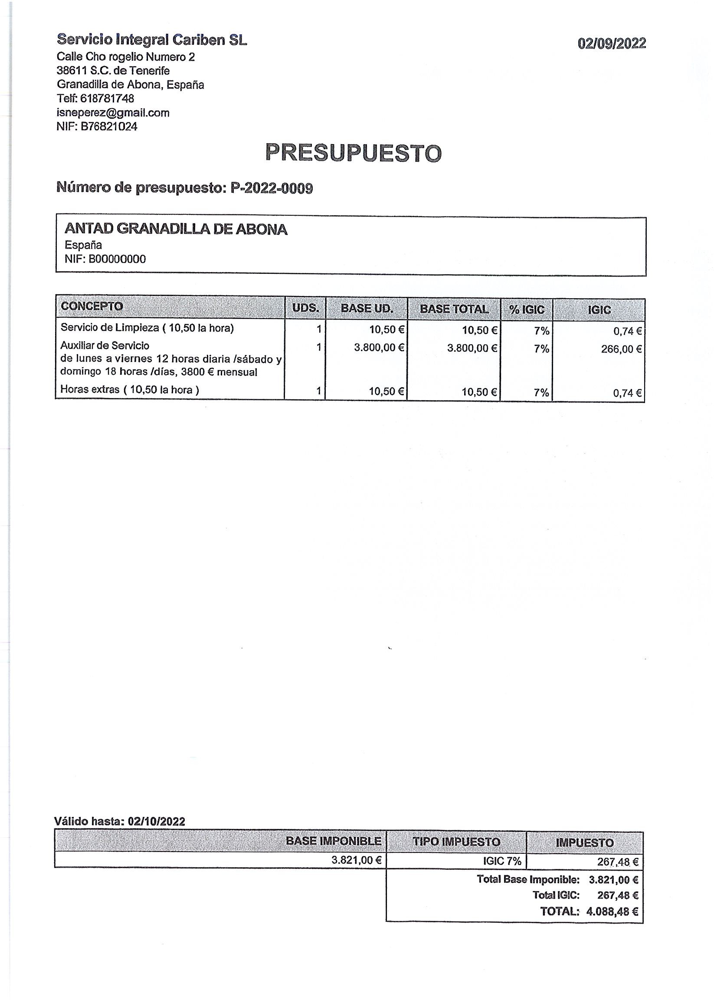 Servicio Integral Cariben SL
02/09/2022
Calle Cho rogelio Numero 2
38611 S.C. de Tenerife
Granadilla de Abona, España
Telf: 618781748
isneperez@gmail.com
NIF: B76821024
PRESUPUESTO
Número de presupuesto: P-2022-0009
ANTAD GRANADILLA DE ABONA
España
NIF: B00000000
CONCEPTO UDS. BASE UD. BASE TOTAL % IGIC IGIC
Servicio de Limpieza ( 10,50 la hora) 1 10,50 € 10,50 € 7% 0,74 €
Auxiliar de Servicio 1 3.800,00 € 3.800,00 € 7% 266,00 €
de lunes a viernes 12 horas diaria /sábado y
domingo 18 horas /días, 3800 € mensual
Horas extras ( 10,50 la hora ) 1 10,50 € 10,50 € 7% 0,74 €
Válido hasta: 02/10/2022
BASE IMPONIBLE TIPO IMPUESTO IMPUESTO
3.821,00 € IGIC 7% 267,48 €
Total Base Imponible: 3.821,00 €
Total IGIC: 267,48 €
TOTAL: 4.088,48 €